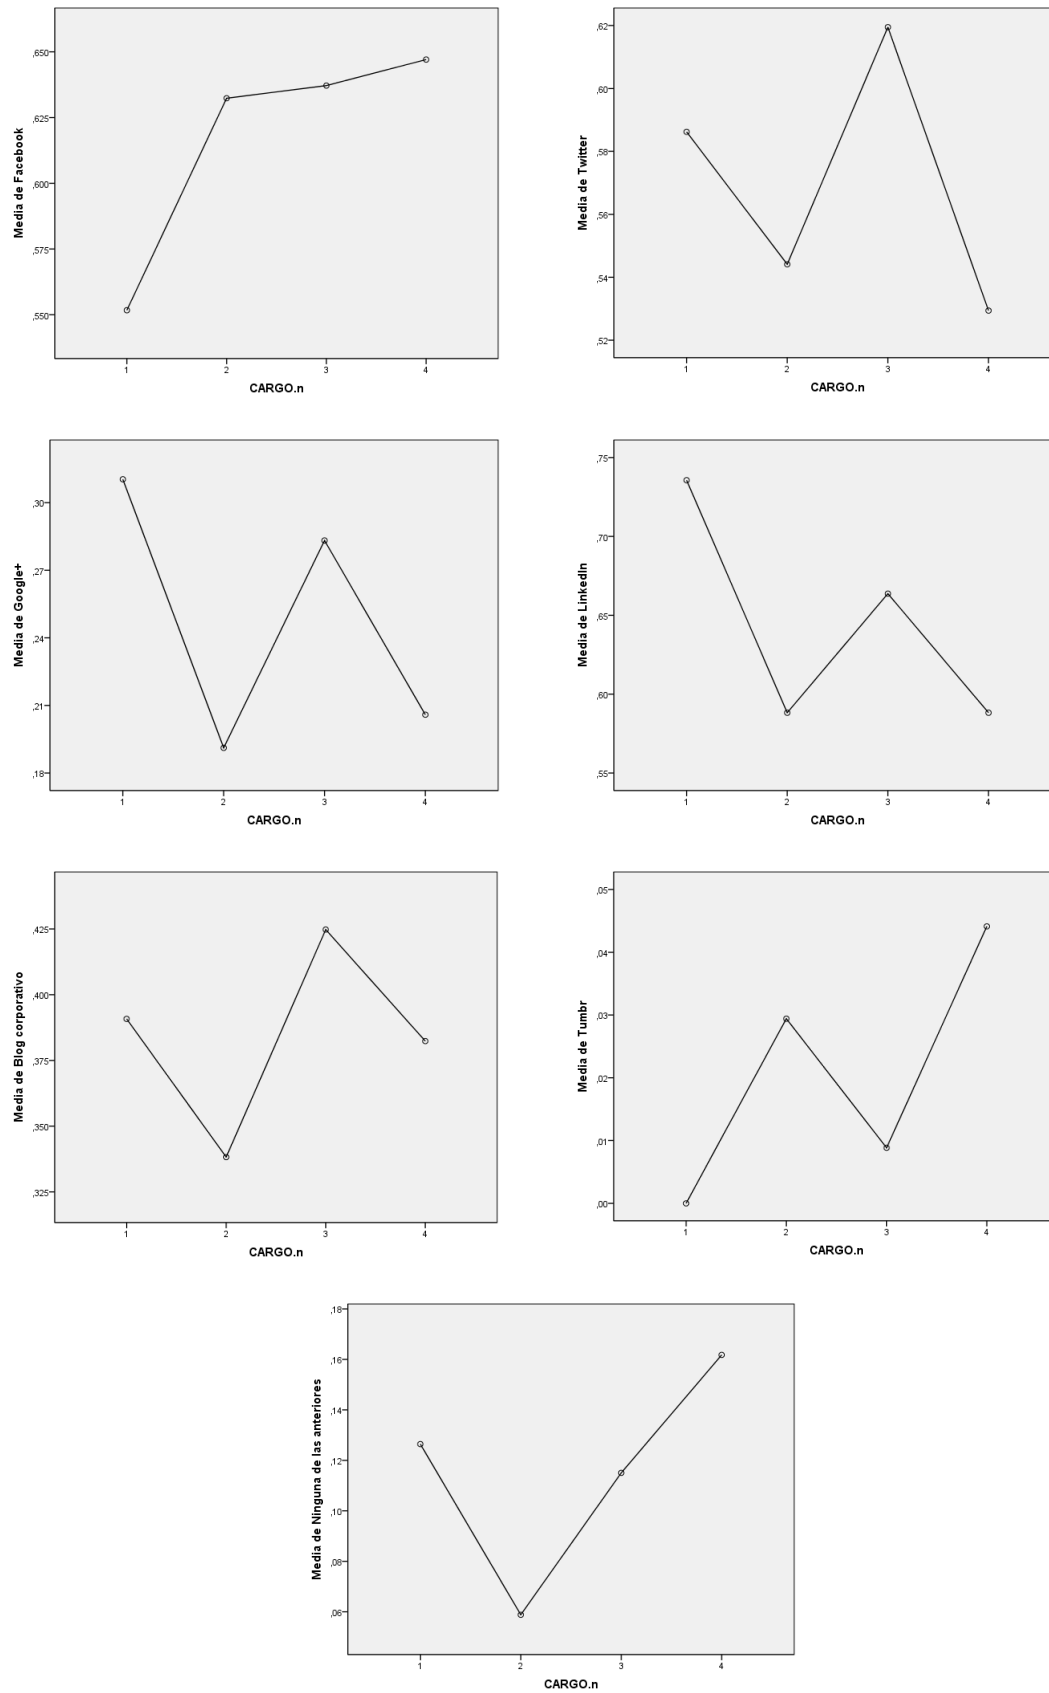 Media de Facebook
,650
,625
,600
,575
,550
1 2 3 4
CARGO.n
Media de Twitter
,62
,60
,58
,56
,54
,52
1 2 3 4
CARGO.n
Media de Google+
,30
,27
,24
,21
,18
1 2 3 4
CARGO.n
Media de LinkedIn
,75
,70
,65
,60
,55
1 2 3 4
CARGO.n
Media de Blog corporativo
,425
,400
,375
,350
,325
1 2 3 4
CARGO.n
Media de Tumbr
,05
,04
,03
,02
,01
,00
1 2 3 4
CARGO.n
Media de Ninguna de las anteriores
,18
,16
,14
,12
,10
,08
,06
1 2 3 4
CARGO.n